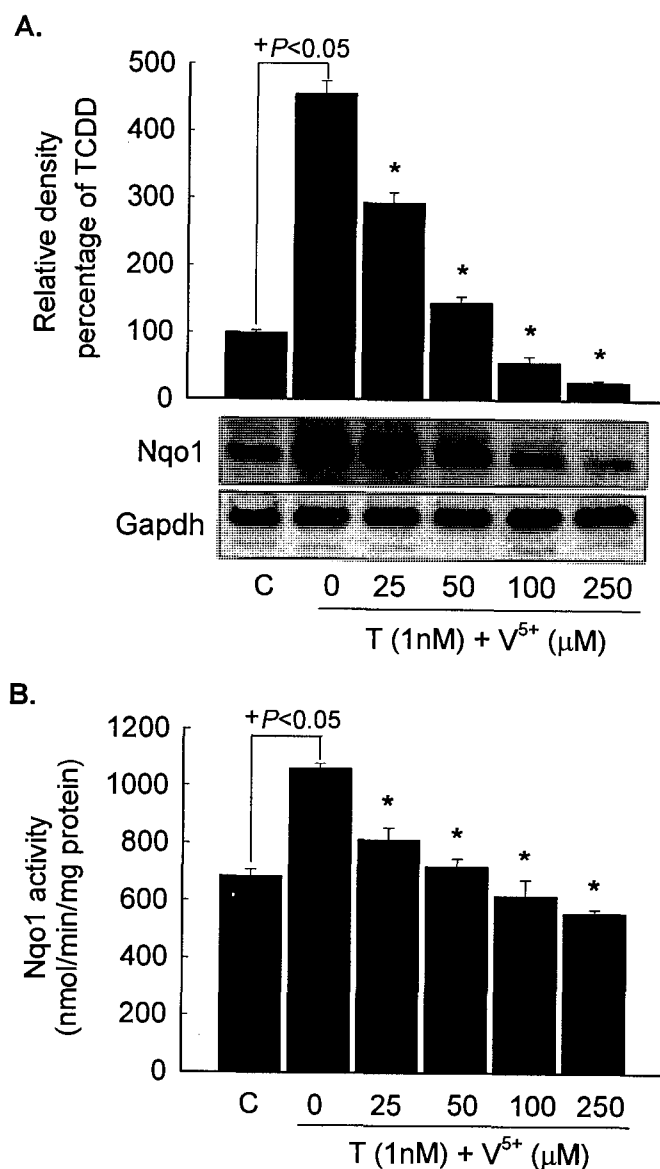 A.
+P<0.05
Relative density
percentage of TCDD
500
400
300
200
100
0
*
*
*
*
Nqo1
Gapdh
C 0 25 50 100 250
T (1nM) + V⁵⁺ (μM)
B.
+P<0.05
Nqo1 activity
(nmol/min/mg protein)
1200
1000
800
600
400
200
0
*
*
*
*
C 0 25 50 100 250
T (1nM) + V⁵⁺ (μM)